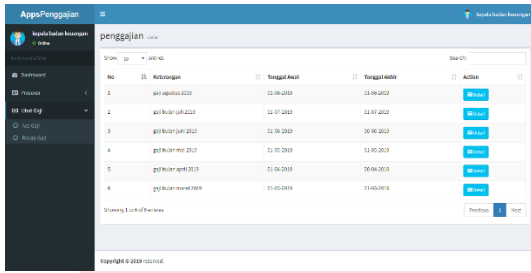 AppsPenggajian
kepala badan keuangan
kepala badan keuangan
Online
penggajian
Dashboard
Presensi
Lihat Gaji
Acc Gaji
Rekap Gaji
Show 10 entries
Search:
No Keterangan Tanggal Awal Tanggal Akhir Action
1 gaji agustus 2019 01-08-2019 31-08-2019 Detail
2 gaji bulan juli 2019 01-07-2019 31-07-2019 Detail
3 gaji bulan juni 2019 01-06-2019 30-06-2019 Detail
4 gaji bulan mei 2019 01-05-2019 31-05-2019 Detail
5 gaji bulan april 2019 01-04-2019 30-04-2019 Detail
6 gaji bulan maret 2019 01-03-2019 31-03-2019 Detail
Showing 1 to 6 of 6 entries
Previous 1 Next
Copyright © 2019 reserved.